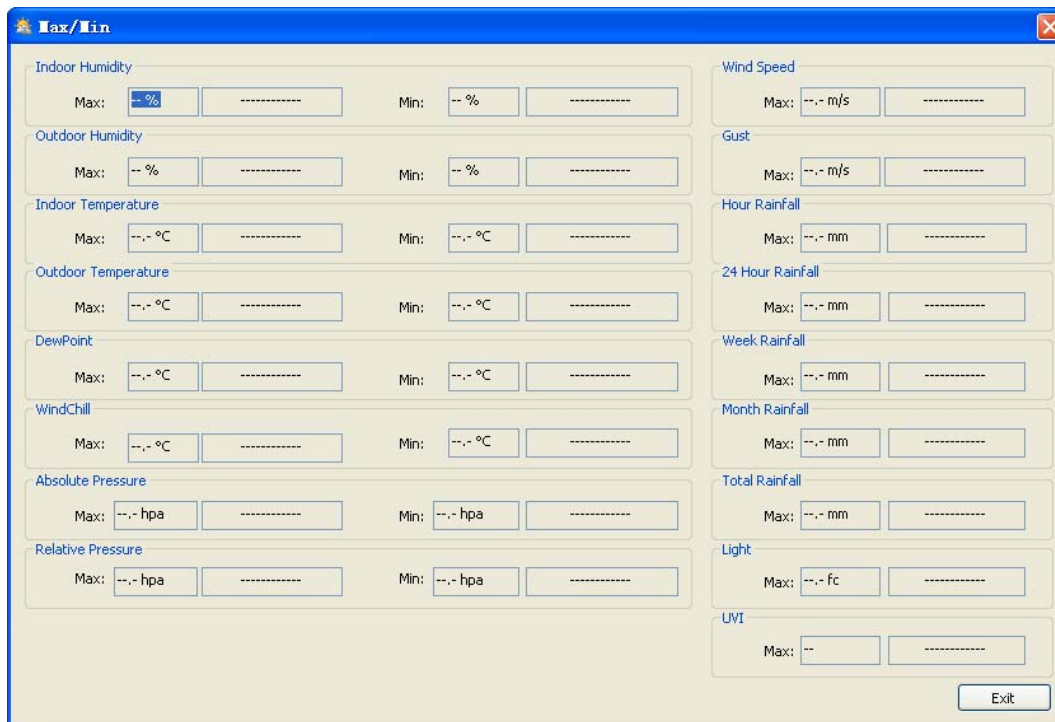 Max/Min
Indoor Humidity
Max: -- % ------------ Min: -- % ------------
Outdoor Humidity
Max: -- % ------------ Min: -- % ------------
Indoor Temperature
Max: --.- °C ------------ Min: --.- °C ------------
Outdoor Temperature
Max: --.- °C ------------ Min: --.- °C ------------
DewPoint
Max: --.- °C ------------ Min: --.- °C ------------
WindChill
Max: --.- °C ------------ Min: --.- °C ------------
Absolute Pressure
Max: --.- hpa ------------ Min: --.- hpa ------------
Relative Pressure
Max: --.- hpa ------------ Min: --.- hpa ------------
Wind Speed
Max: --.- m/s ------------
Gust
Max: --.- m/s ------------
Hour Rainfall
Max: --.- mm ------------
24 Hour Rainfall
Max: --.- mm ------------
Week Rainfall
Max: --.- mm ------------
Month Rainfall
Max: --.- mm ------------
Total Rainfall
Max: --.- mm ------------
Light
Max: --.- fc ------------
UVI
Max: -- ------------
Exit